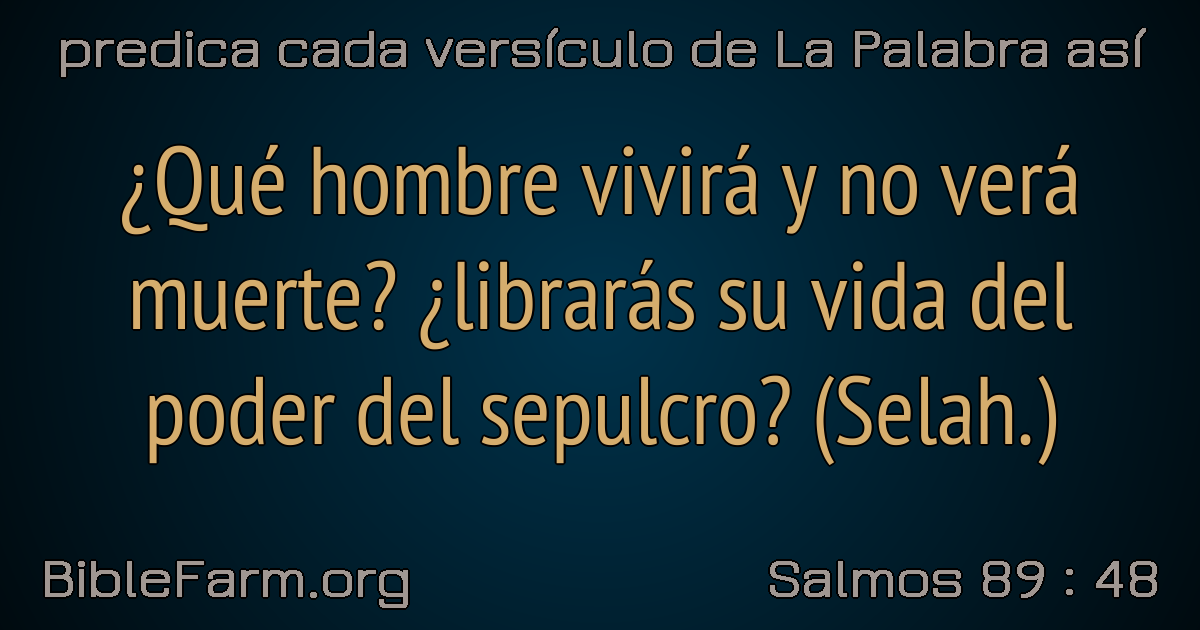 predica cada versículo de La Palabra así
¿Qué hombre vivirá y no verá
muerte? ¿librarás su vida del
poder del sepulcro? (Selah.)
BibleFarm.org
Salmos 89 : 48